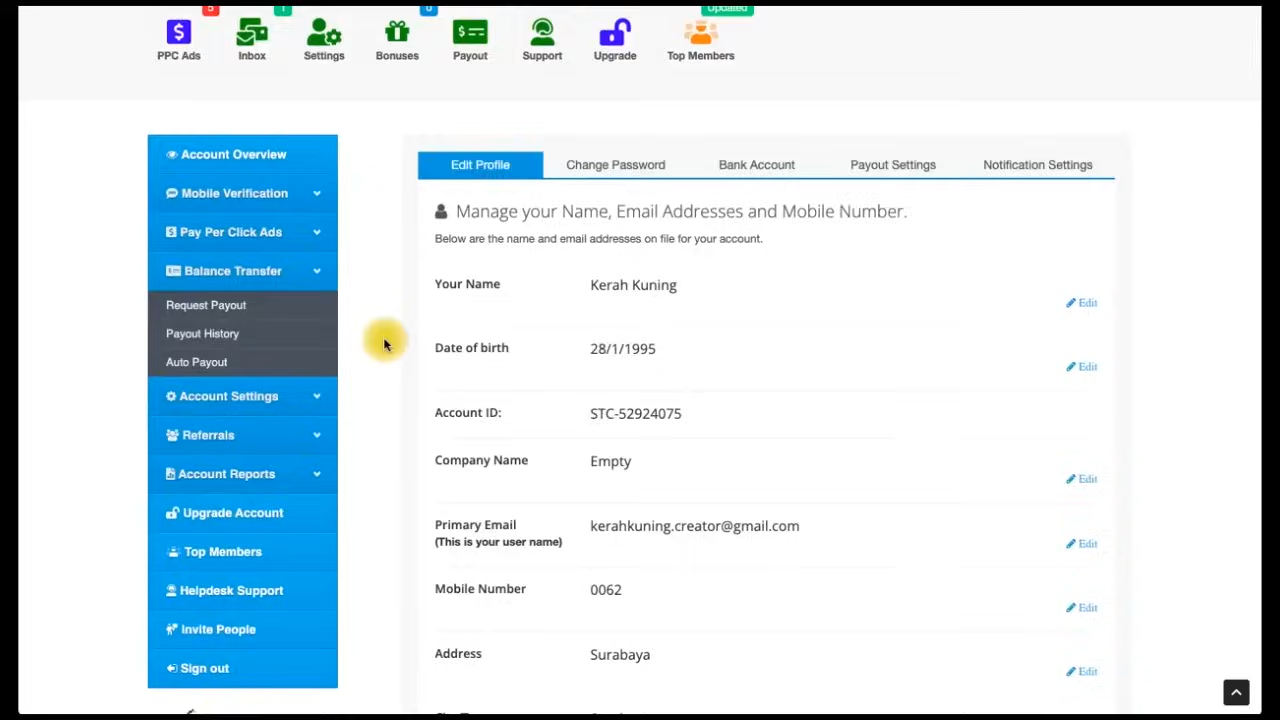 5 1 0 Updated
PPC Ads Inbox Settings Bonuses Payout Support Upgrade Top Members
Account Overview
Mobile Verification
Pay Per Click Ads
Balance Transfer
Request Payout
Payout History
Auto Payout
Account Settings
Referrals
Account Reports
Upgrade Account
Top Members
Helpdesk Support
Invite People
Sign out
Edit Profile Change Password Bank Account Payout Settings Notification Settings
Manage your Name, Email Addresses and Mobile Number.
Below are the name and email addresses on file for your account.
Your Name Kerah Kuning
Edit
Date of birth 28/1/1995
Edit
Account ID: STC-52924075
Company Name Empty
Edit
Primary Email kerahkuning.creator@gmail.com
(This is your user name)
Edit
Mobile Number 0062
Edit
Address Surabaya
Edit